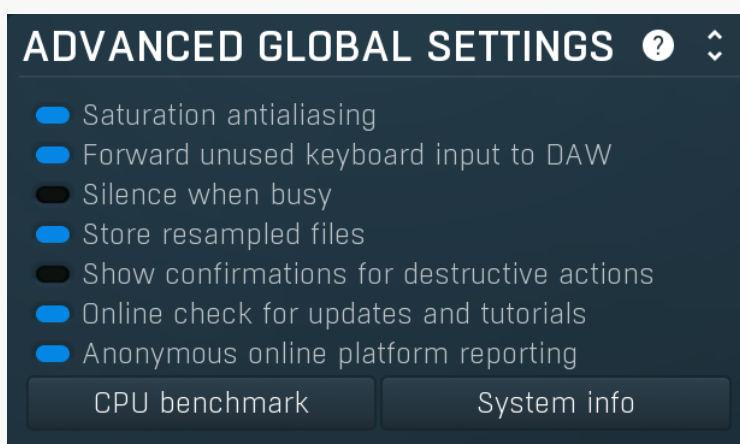 ADVANCED GLOBAL SETTINGS ?
Saturation antialiasing
Forward unused keyboard input to DAW
Silence when busy
Store resampled files
Show confirmations for destructive actions
Online check for updates and tutorials
Anonymous online platform reporting
CPU benchmark System info